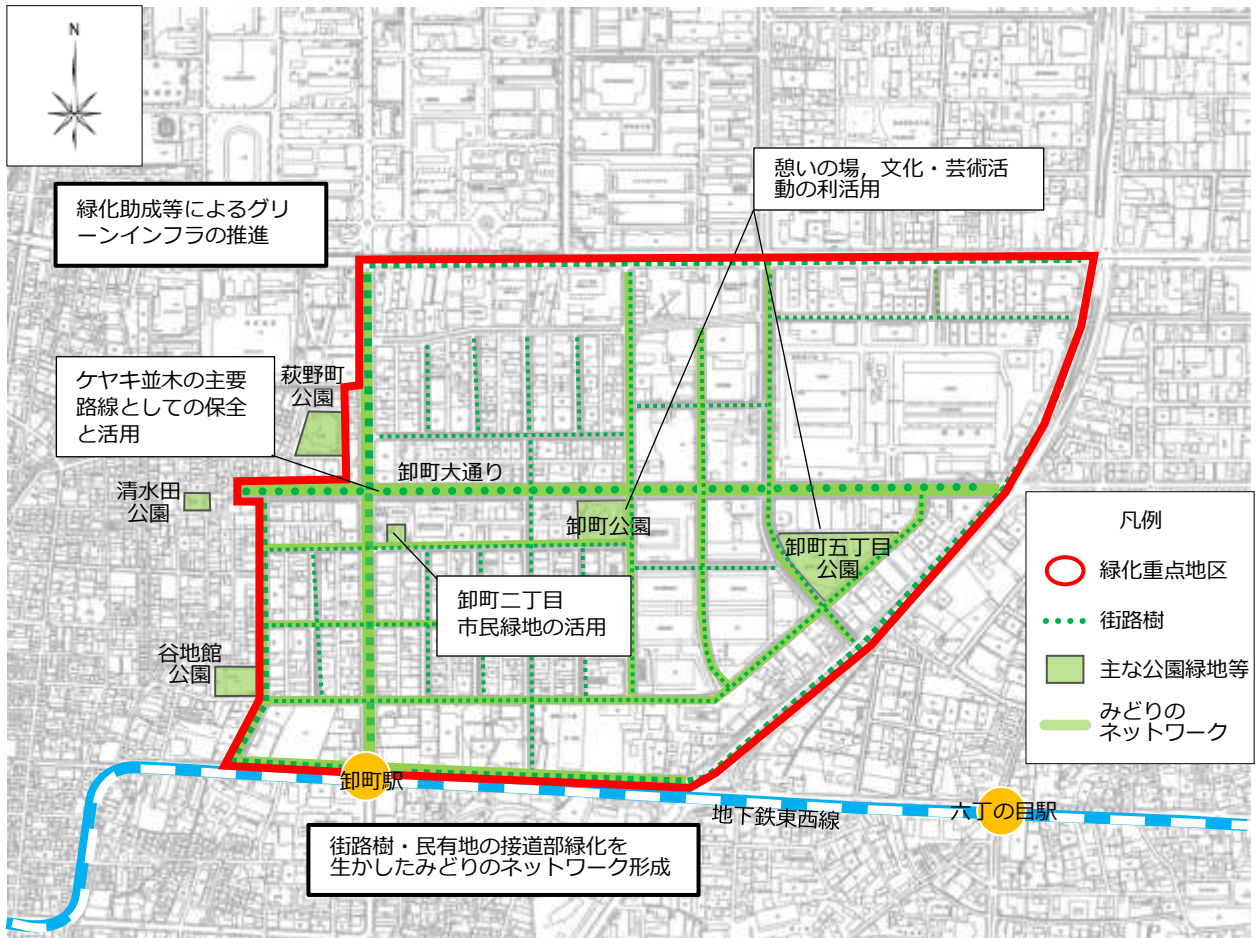 N
緑化助成等によるグリ
ーンインフラの推進
憩いの場，文化・芸術活
動の利活用
ケヤキ並木の主要
路線としての保全
と活用
萩野町
公園
卸町大通り
清水田
公園
卸町公園
卸町五丁目
公園
卸町二丁目
市民緑地の活用
谷地館
公園
卸町駅
地下鉄東西線
六丁の目駅
街路樹・民有地の接道部緑化を
生かしたみどりのネットワーク形成
凡例
緑化重点地区
街路樹
主な公園緑地等
みどりの
ネットワーク